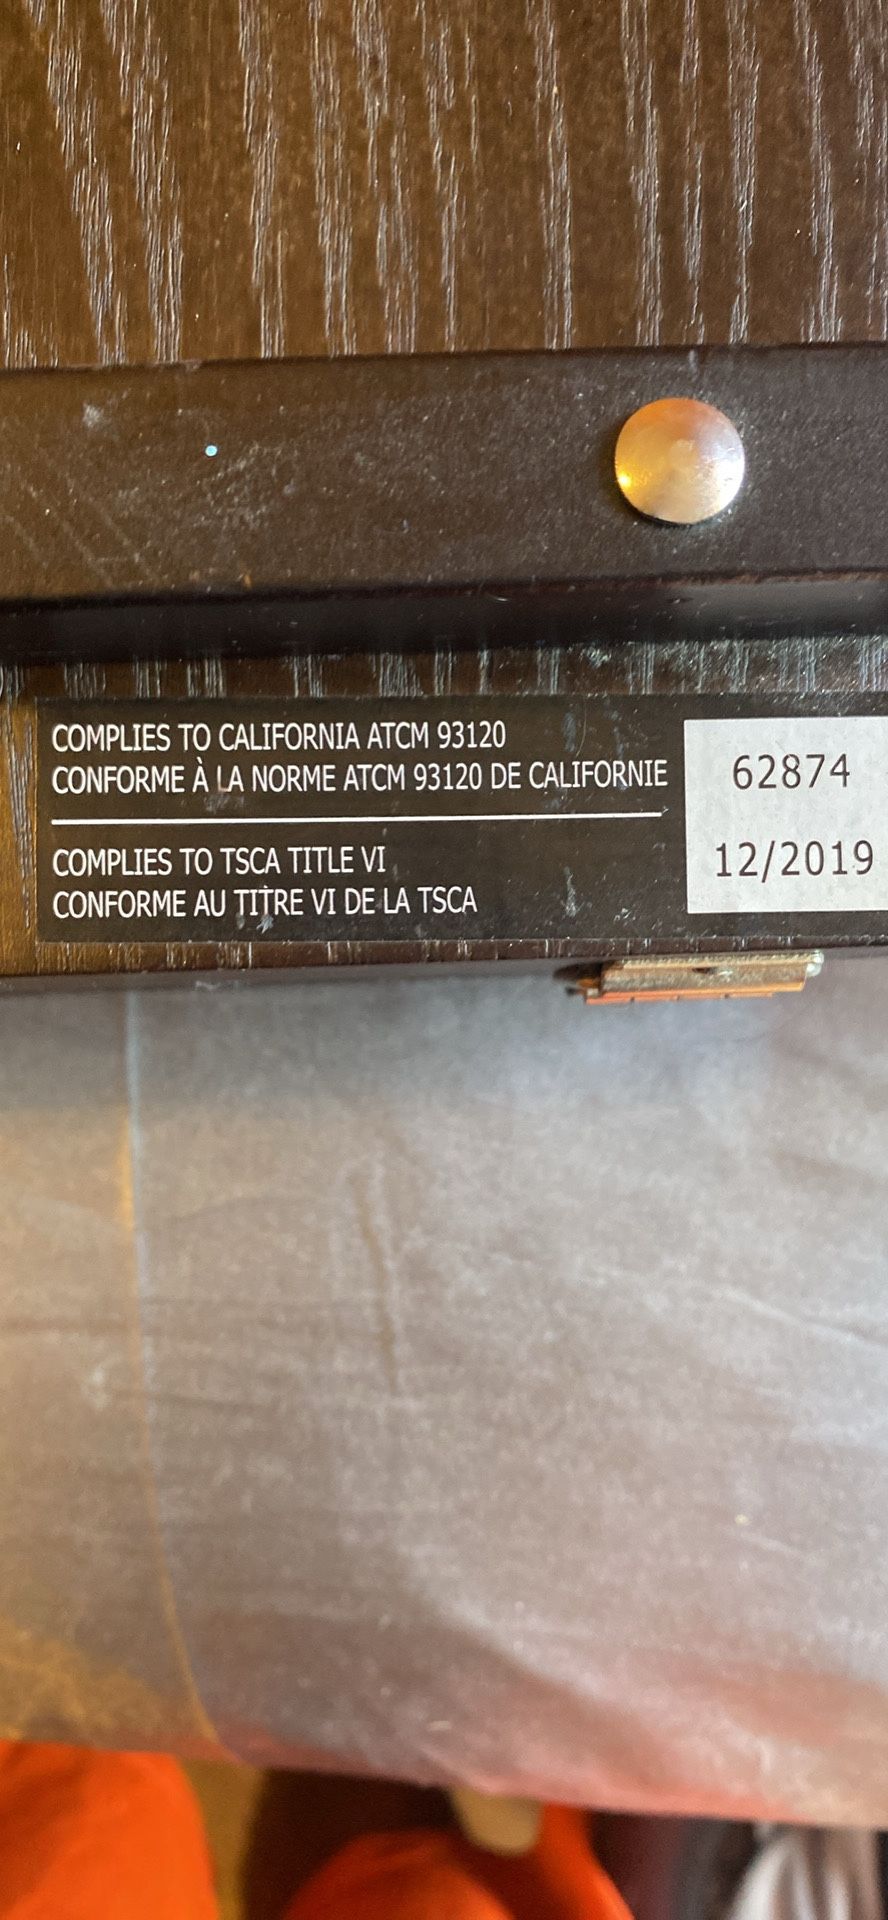 COMPLIES TO CALIFORNIA ATCM 93120
CONFORME À LA NORME ATCM 93120 DE CALIFORNIE
COMPLIES TO TSCA TITLE VI
CONFORME AU TITRE VI DE LA TSCA
62874
12/2019